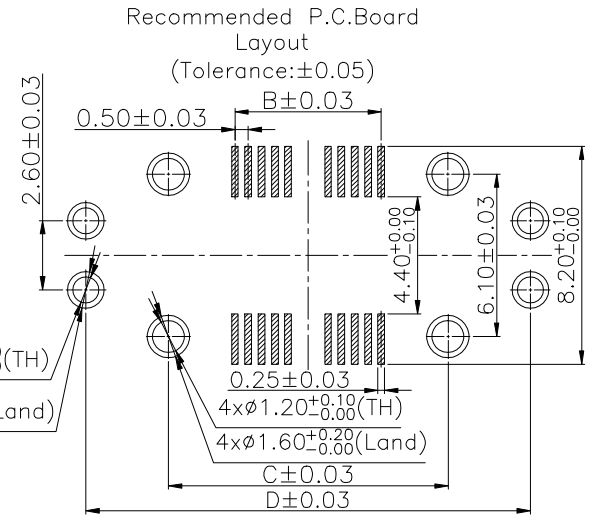 Recommended P.C.Board
Layout
(Tolerance:±0.05)
B±0.03
0.50±0.03
2.60±0.03
4.40+0.00
-0.10
6.10±0.03
8.20+0.10
-0.00
(TH)
Land)
0.25±0.03
4xø1.20+0.10
-0.00(TH)
4xø1.60+0.20
-0.00(Land)
C±0.03
D±0.03